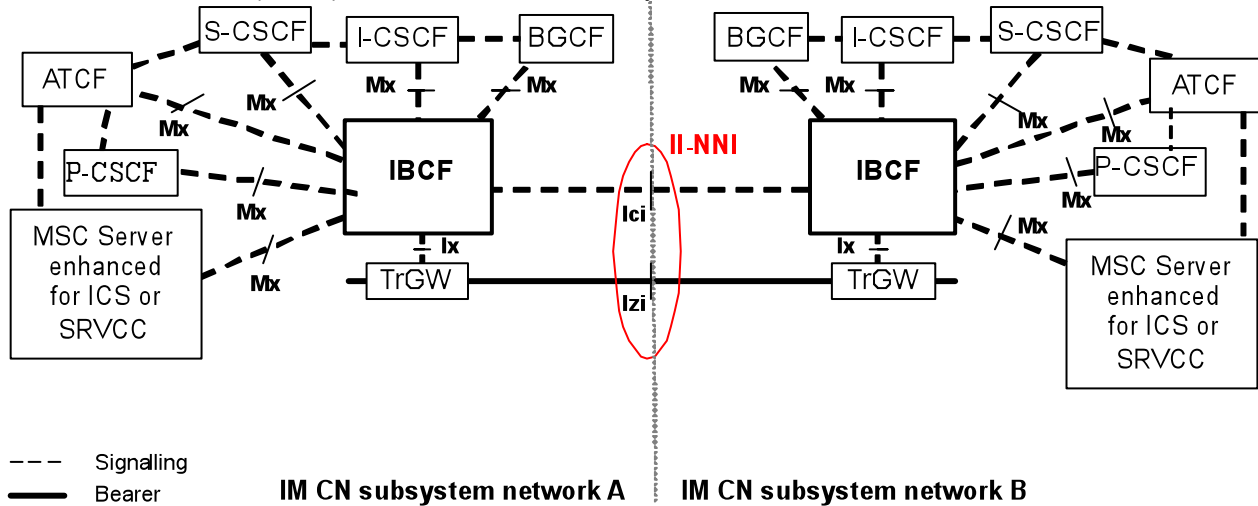 S-CSCF
I-CSCF
BGCF
BGCF
I-CSCF
S-CSCF
ATCF
ATCF
Mx
Mx
Mx
Mx
Mx
Mx
Mx
Mx
II-NNI
P-CSCF
IBCF
IBCF
P-CSCF
Mx
Ici
Mx
MSC Server
enhanced
for ICS or
SRVCC
Mx
Ix
Ix
Mx
TrGW
TrGW
Izi
MSC Server
enhanced
for ICS or
SRVCC
Signalling
Bearer
IM CN subsystem network A
IM CN subsystem network B